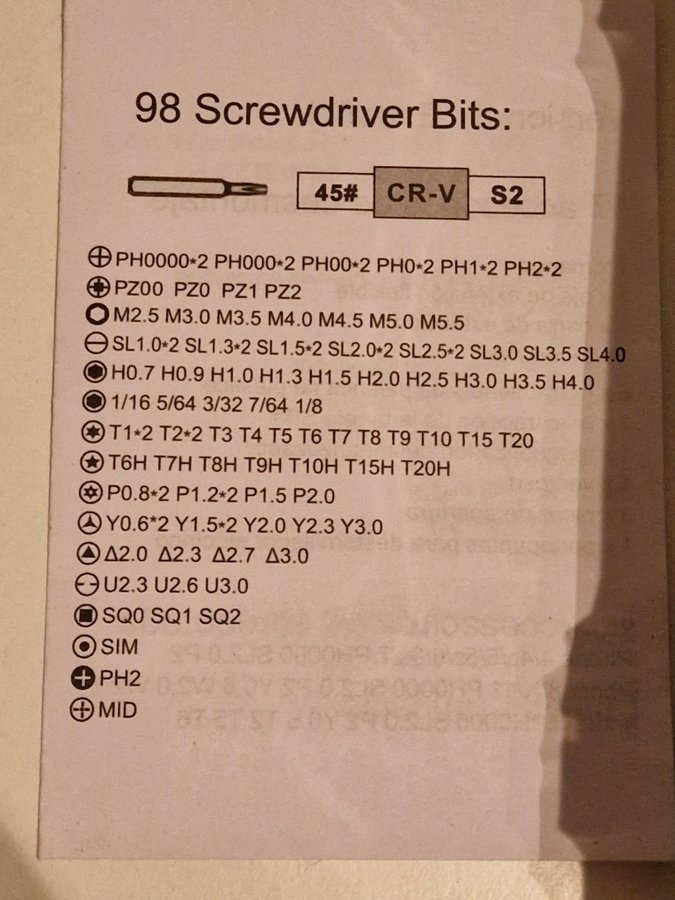 98 Screwdriver Bits:
45# CR-V S2
PH0000*2 PH000*2 PH00*2 PH0*2 PH1*2 PH2*2
PZ00 PZ0 PZ1 PZ2
M2.5 M3.0 M3.5 M4.0 M4.5 M5.0 M5.5
SL1.0*2 SL1.3*2 SL1.5*2 SL2.0*2 SL2.5*2 SL3.0 SL3.5 SL4.0
H0.7 H0.9 H1.0 H1.3 H1.5 H2.0 H2.5 H3.0 H3.5 H4.0
1/16 5/64 3/32 7/64 1/8
T1*2 T2*2 T3 T4 T5 T6 T7 T8 T9 T10 T15 T20
T6H T7H T8H T9H T10H T15H T20H
P0.8*2 P1.2*2 P1.5 P2.0
Y0.6*2 Y1.5*2 Y2.0 Y2.3 Y3.0
Δ2.0 Δ2.3 Δ2.7 Δ3.0
U2.3 U2.6 U3.0
SQ0 SQ1 SQ2
SIM
PH2
MID